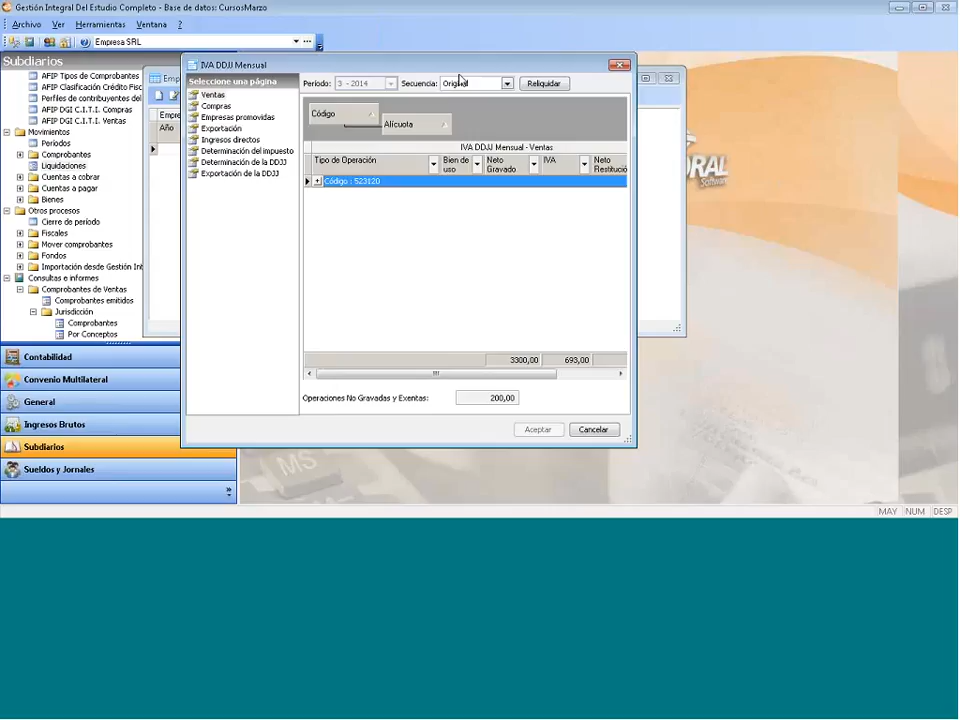 Gestión Integral Del Estudio Completo - Base de datos: CursosMarzo
Archivo Ver Herramientas Ventana ?
Empresa SRL
Subdiarios
AFIP Tipos de Comprobantes
AFIP Clasificación Crédito Fisc
Perfiles de contribuyentes del
AFIP DGI C.I.T.I. Compras
AFIP DGI C.I.T.I. Ventas
Movimientos
Períodos
Comprobantes
Liquidaciones
Cuentas a cobrar
Cuentas a pagar
Bienes
Otros procesos
Cierre de período
Fiscales
Mover comprobantes
Fondos
Importación desde Gestión Int
Consultas e informes
Comprobantes de Ventas
Comprobantes emitidos
Jurisdicción
Comprobantes
Por Conceptos
Contabilidad
Convenio Multilateral
General
Ingresos Brutos
Subdiarios
Sueldos y Jornales
Emp
Empre
Año
IVA DDJJ Mensual
Seleccione una página
Ventas
Compras
Empresas promovidas
Exportación
Ingresos directos
Determinación del impuesto
Determinación de la DDJJ
Exportación de la DDJJ
Período: 3 - 2014 Secuencia: Original Reliquidar
Código
Alícuota
IVA DDJJ Mensual - Ventas
Tipo de Operación Bien de uso Neto Gravado IVA Neto Restitució
Código : 523120
3300,00 693,00
Operaciones No Gravadas y Exentas: 200,00
Aceptar Cancelar
ORAL
Software
MS
MAY NUM DESP